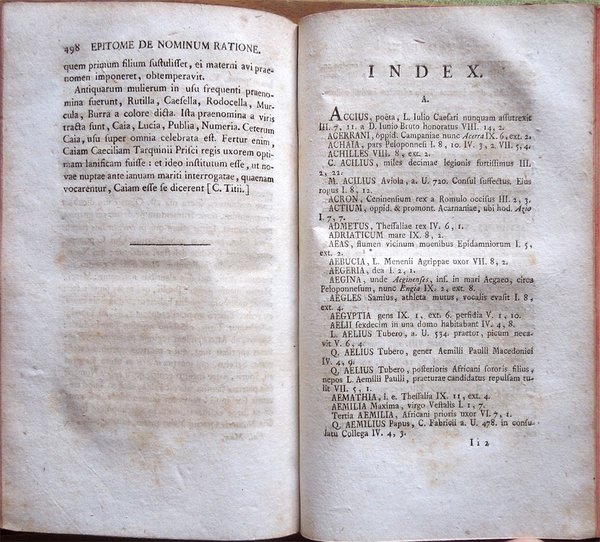 498 EPITOME DE NOMINUM RATIONE.
quem primum filium ſuſtuliſſet, ei materni avi prae-
nomen imponeret, obtemperavit.
Antiquarum mulierum in uſu frequenti praeno-
mina fuerunt, Rutilla, Caeſella, Rodocella, Mur-
cula, Burra a colore dicta. Iſta praenomina a viris
tracta ſunt, Caia, Lucia, Publia, Numeria. Ceterum
Caia, uſu ſuper omnia celebrata eſt. Fertur enim,
Caiam Caeciliam Tarquinii Priſci regis uxorem opti-
mam lanificam fuiſſe: et ideo inſtitutum eſſe, ut no-
vae nuptae ante ianuam mariti interrogatae, quaenam
vocarentur, Caiam eſſe ſe dicerent [C. Titii.]
INDEX.
A.
ACCIUS, poëta, L. Iulio Caeſari nunquam aſſutrexit
III. 7, 11. a D. Iunio Bruto honoratus VIII. 14, 2.
ACERRANI, oppid. Campaniae nunc Acerra IX. 6, ext. 2.
ACHAIA, pars Peloponneſi I. 8, 10. IV. 3, 2. VII. 5, 4.
ACHILLES VIII. 8, ext. 2.
C. ACILIUS, miles decimae legionis fortiſſimus III.
2, 22.
M. ACILIUS Aviola, a. U. 720. Conſul ſuffectus. Eius
rogus I. 8, 12.
ACRON, Ceninenſium rex a Romulo occiſus III. 2, 3.
ACTIUM, oppid. & promont. Acarnaniae, ubi hod. Azio
I. 7, 7.
ADMETUS, Theſſaliae rex IV. 6, 1.
ADRIATICUM mare IX. 8, 2.
AEAS, flumen vicinum moenibus Epidamniorum I. 5,
ext. 2.
AEBUCIA, L. Menenii Agrippae uxor VII. 8, 2.
AEGERIA, dea I. 2, 1.
AEGINA, unde Aeginenſes, inſ. in mari Aegaeo, circa
Peloponneſum, nunc Engia IX. 2, ext. 8.
AEGLES Samius, athleta mutus, vocalis evaſit I. 8,
ext. 4.
AEGYPTIA gens IX. 1, ext. 6. perfidia V. 1, 10.
AELII ſexdecim in una domo habitabant IV. 4, 8.
L. AELIUS Tubero, a. U. 534. praetor, picum neca-
vit V. 6, 4.
Q. AELIUS Tubero, gener Aemilii Paulli Macedonici
IV. 4, 9.
Q. AELIUS Tubero, poſterioris Africani ſororis filius,
nepos L. Aemilii Pauli, praeturae candidatus repulſam tu-
lit VII. 5, 1.
AEMATHIA, i. e. Theſſalia IX. 11, ext. 4.
AEMILIA Maxima, virgo Veſtalis I. 1, 7.
Tertia AEMILIA, Africani prioris uxor VI. 7, 1.
Q. AEMILIUS Papus, C. Fabricii a. U. 478. in conſu-
latu Collega IV. 4, 3.
Ii 2